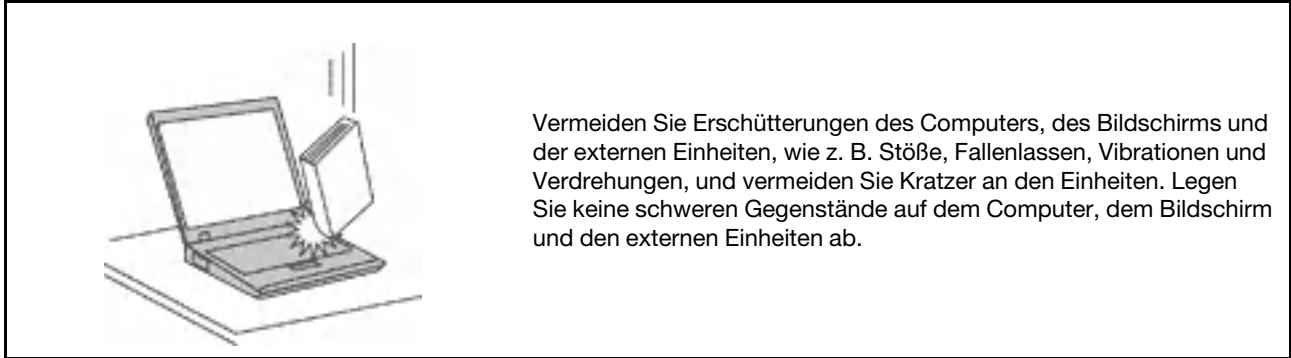 Vermeiden Sie Erschütterungen des Computers, des Bildschirms und
der externen Einheiten, wie z. B. Stöße, Fallenlassen, Vibrationen und
Verdrehungen, und vermeiden Sie Kratzer an den Einheiten. Legen
Sie keine schweren Gegenstände auf dem Computer, dem Bildschirm
und den externen Einheiten ab.